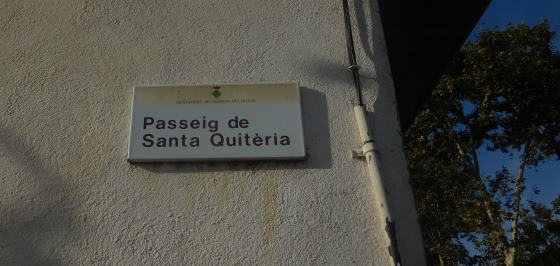 Passeig de
Santa Quitèria